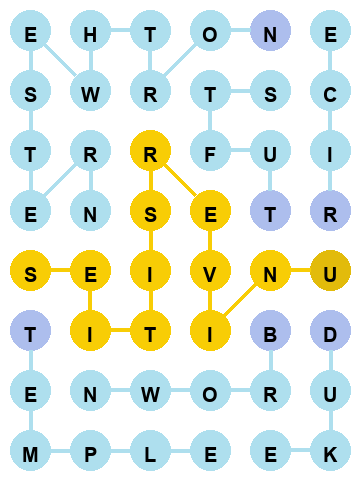 E H T O N E
S W R T S C
T R R F U I
E N S E T R
S E I V N U
T I T I B D
E N W O R U
M P L E E K